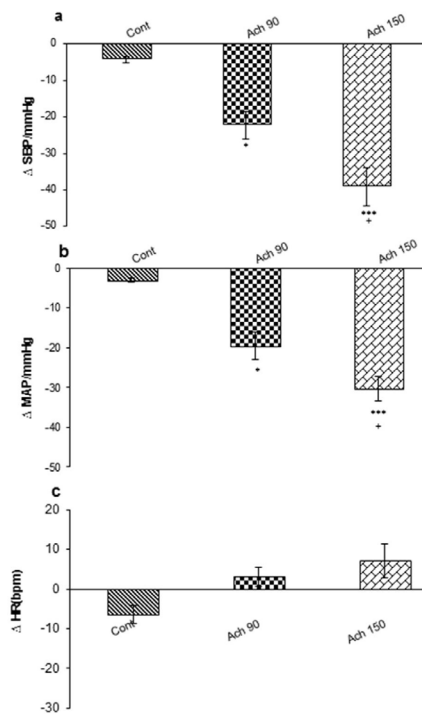 a
Cont
Ach 90
Ach 150
0
-10
-20
-30
-40
-50
Δ SBP/mmHg
*
***
+
b
Cont
Ach 90
Ach 150
0
-10
-20
-30
-40
-50
Δ MAP/mmHg
*
***
+
c
20
10
0
-10
-20
-30
Δ HR(bpm)
Cont
Ach 90
Ach 150